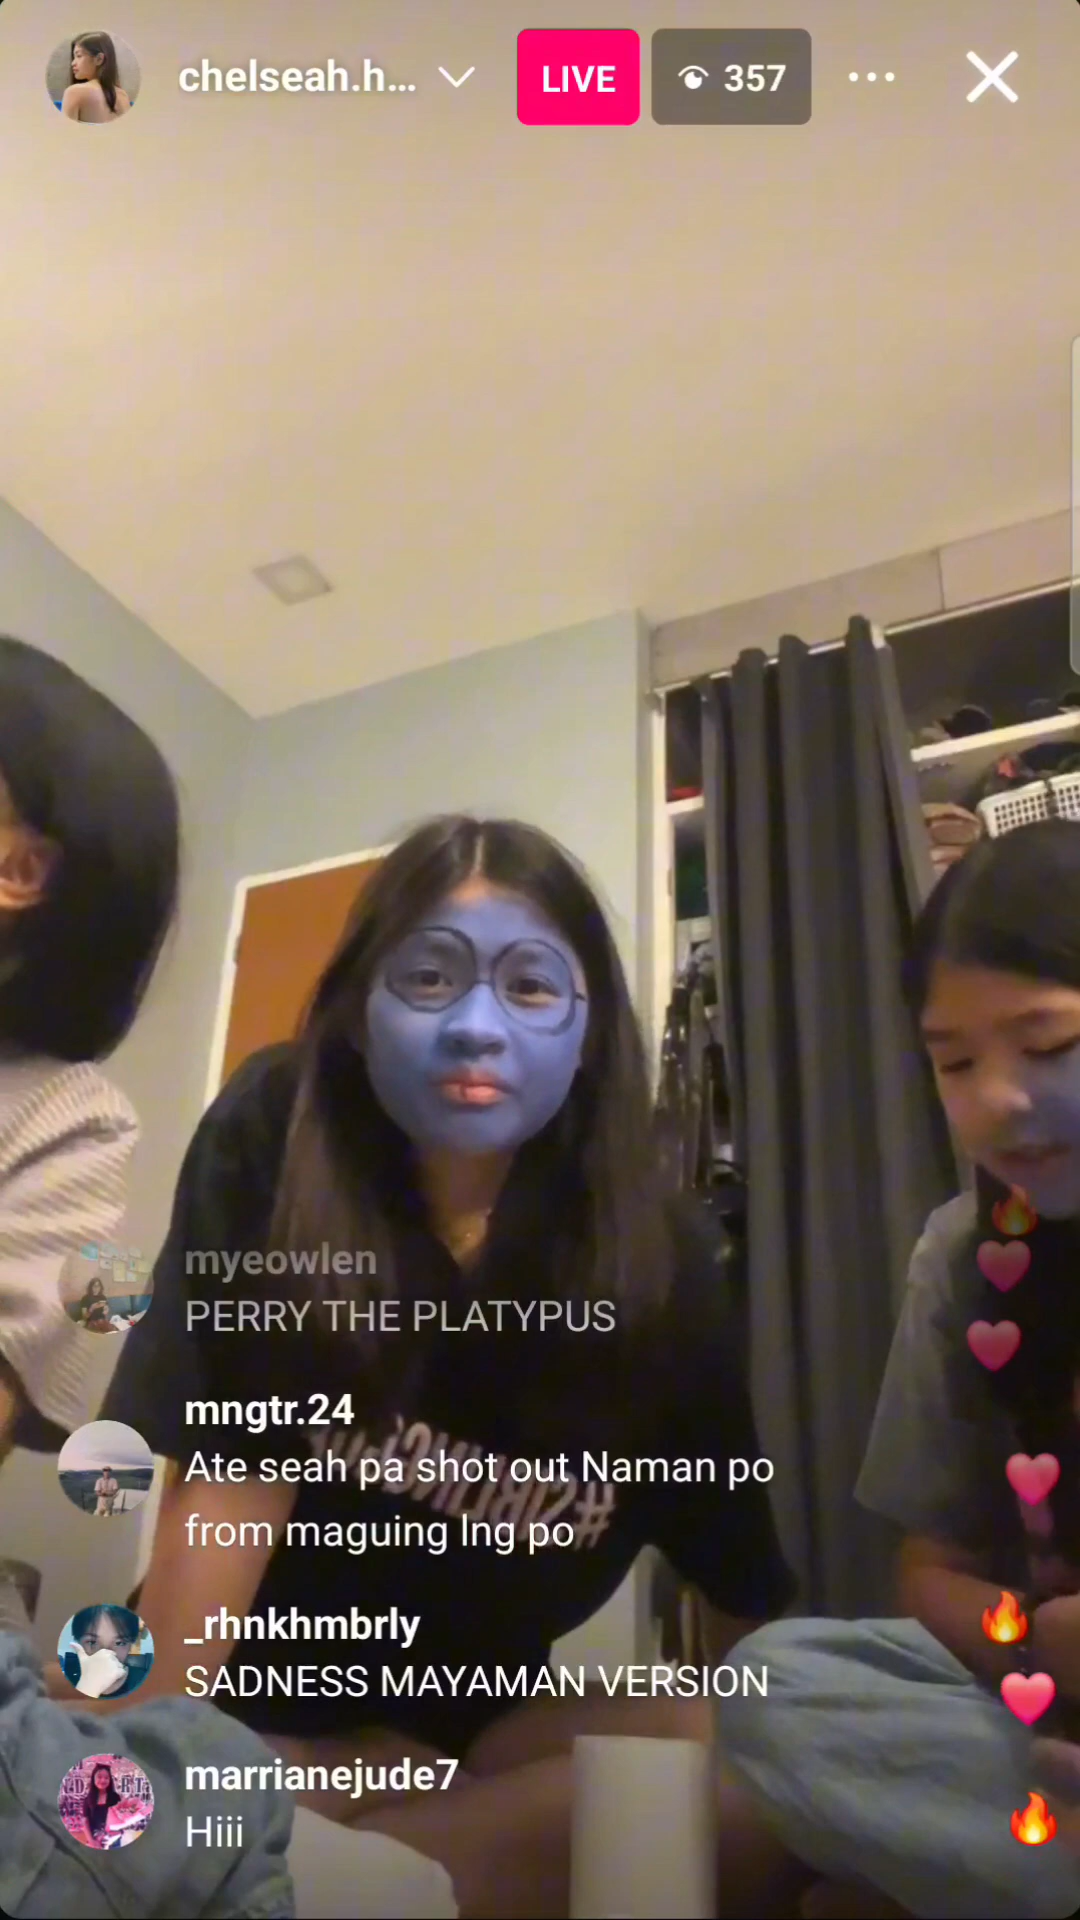 chelseah.h...
LIVE
357
myeowlen
PERRY THE PLATYPUS
mngtr.24
Ate seah pa shot out Naman po
from maguing lng po
_rhnkhmbrly
SADNESS MAYAMAN VERSION
marrianejude7
Hiii